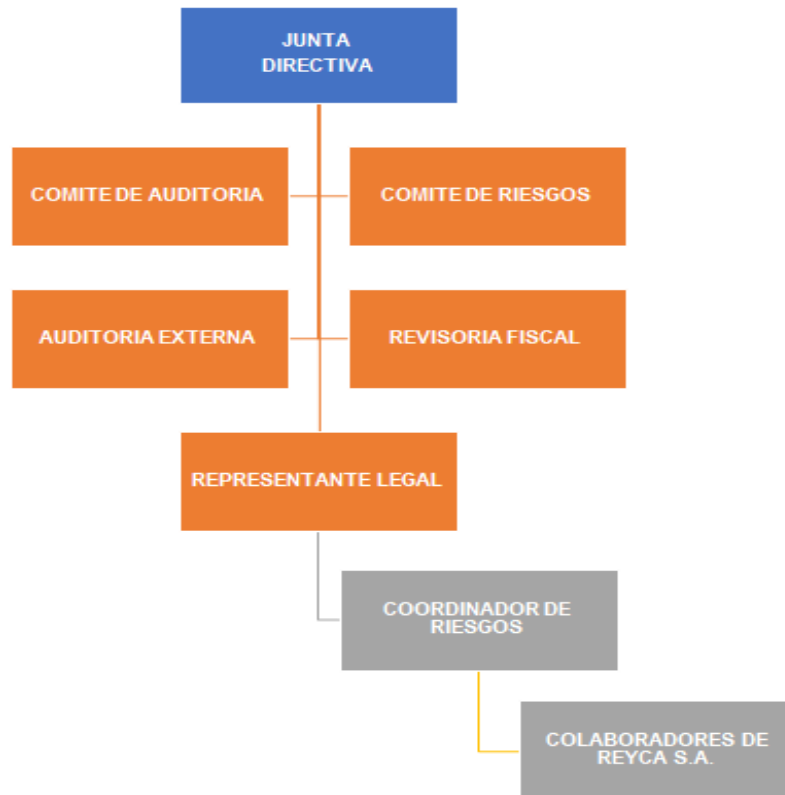 JUNTA
DIRECTIVA
COMITE DE AUDITORIA
COMITE DE RIESGOS
AUDITORIA EXTERNA
REVISORIA FISCAL
REPRESENTANTE LEGAL
COORDINADOR DE
RIESGOS
COLABORADORES DE
REYCA S.A.